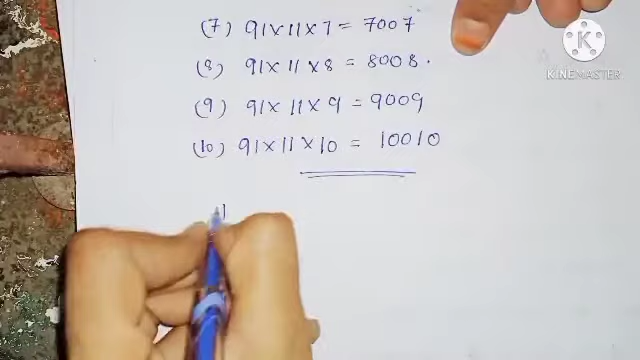 (7) 91×11×7 = 7007
(8) 91×11×8 = 8008.
(9) 91×11×9 = 9009
(10) 91×11×10 = 10010
KINEMASTER